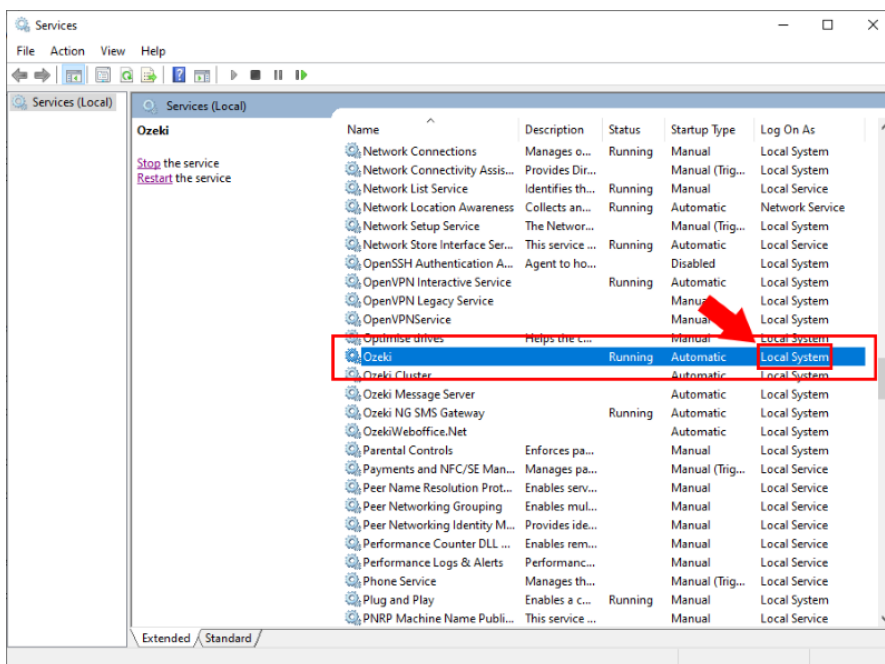 Services
File Action View Help
Services (Local)
Services (Local)
Ozeki
Stop the service
Restart the service
Name Description Status Startup Type Log On As
Network Connections Manages o... Running Manual Local System
Network Connectivity Assis... Provides Dir... Manual (Trig... Local System
Network List Service Identifies th... Running Manual Local Service
Network Location Awareness Collects an... Running Automatic Network Service
Network Setup Service The Networ... Manual (Trig... Local System
Network Store Interface Ser... This service ... Running Automatic Local Service
OpenSSH Authentication A... Agent to ho... Disabled Local System
OpenVPN Interactive Service Running Automatic Local System
OpenVPN Legacy Service Local System
OpenVPNService Local System
Optimise drives Helps the c... Manual Local System
Ozeki Running Automatic Local System
Ozeki Cluster Automatic Local System
Ozeki Message Server Automatic Local System
Ozeki NG SMS Gateway Running Automatic Local System
OzekiWeboffice.Net Automatic Local System
Parental Controls Enforces pa... Manual Local System
Payments and NFC/SE Man... Manages pa... Manual (Trig... Local Service
Peer Name Resolution Prot... Enables serv... Manual Local Service
Peer Networking Grouping Enables mul... Manual Local Service
Peer Networking Identity M... Provides ide... Manual Local Service
Performance Counter DLL ... Enables rem... Manual Local Service
Performance Logs & Alerts Performanc... Manual Local Service
Phone Service Manages th... Manual (Trig... Local Service
Plug and Play Enables a c... Running Manual Local System
PNRP Machine Name Publi... This service ... Manual Local Service
Extended Standard